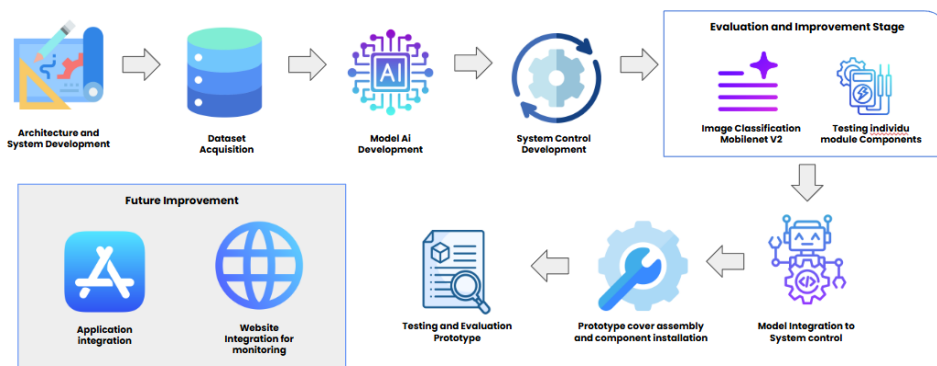 Architecture and
System Development
Dataset
Acquisition
AI
Model Ai
Development
System Control
Development
Evaluation and Improvement Stage
Image Classification
Mobilenet V2
Testing individu
module Components
Model Integration to
System control
Prototype cover assembly
and component installation
Testing and Evaluation
Prototype
Future Improvement
Application
integration
Website
Integration for
monitoring